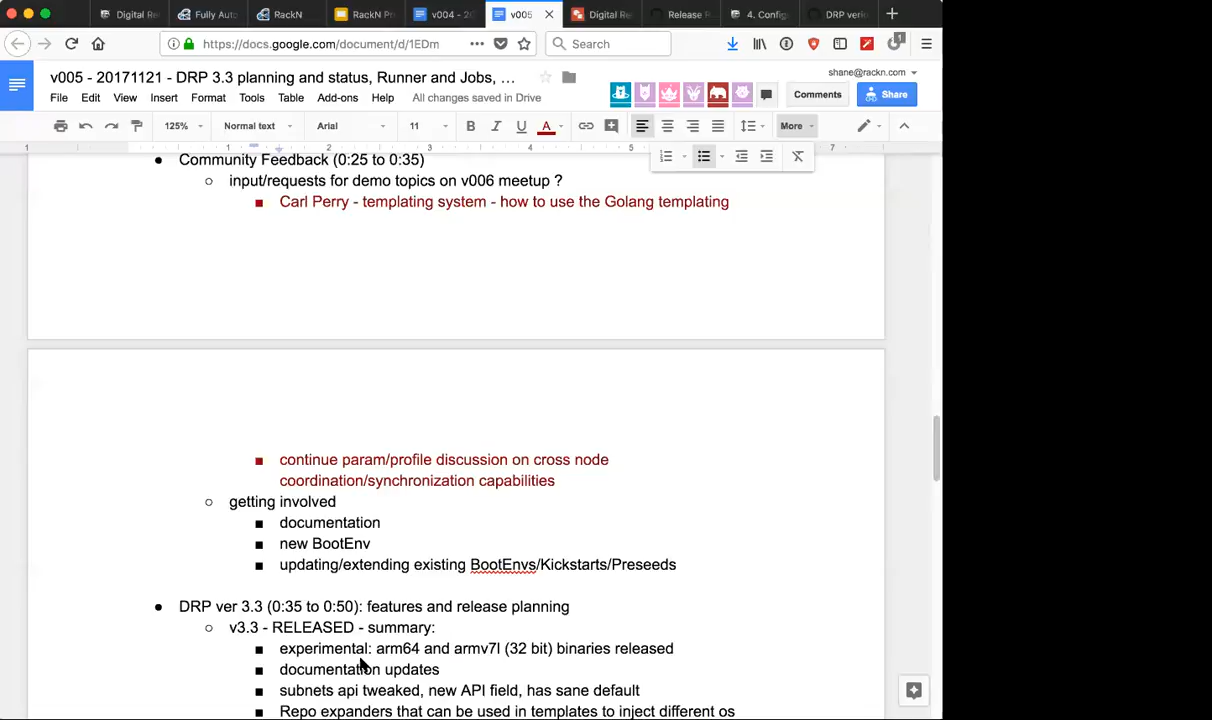 Digital Re
Fully Auto
RackN
RackN Pr
v004 - 20
v005
Digital Re
Release P
4. Config
DRP verie
https://docs.google.com/document/d/1EDm
Search
v005 - 20171121 - DRP 3.3 planning and status, Runner and Jobs, ...
shane@rackn.com
File Edit View Insert Format Tools Table Add-ons Help All changes saved in Drive
Comments
Share
125% Normal text Arial 11 B I U A More
1 1 2 3 4 5 7
Community Feedback (0:25 to 0:35)
input/requests for demo topics on v006 meetup ?
Carl Perry - templating system - how to use the Golang templating
continue param/profile discussion on cross node
coordination/synchronization capabilities
getting involved
documentation
new BootEnv
updating/extending existing BootEnvs/Kickstarts/Preseeds
DRP ver 3.3 (0:35 to 0:50): features and release planning
v3.3 - RELEASED - summary:
experimental: arm64 and armv7l (32 bit) binaries released
documentation updates
subnets api tweaked, new API field, has sane default
Repo expanders that can be used in templates to inject different os